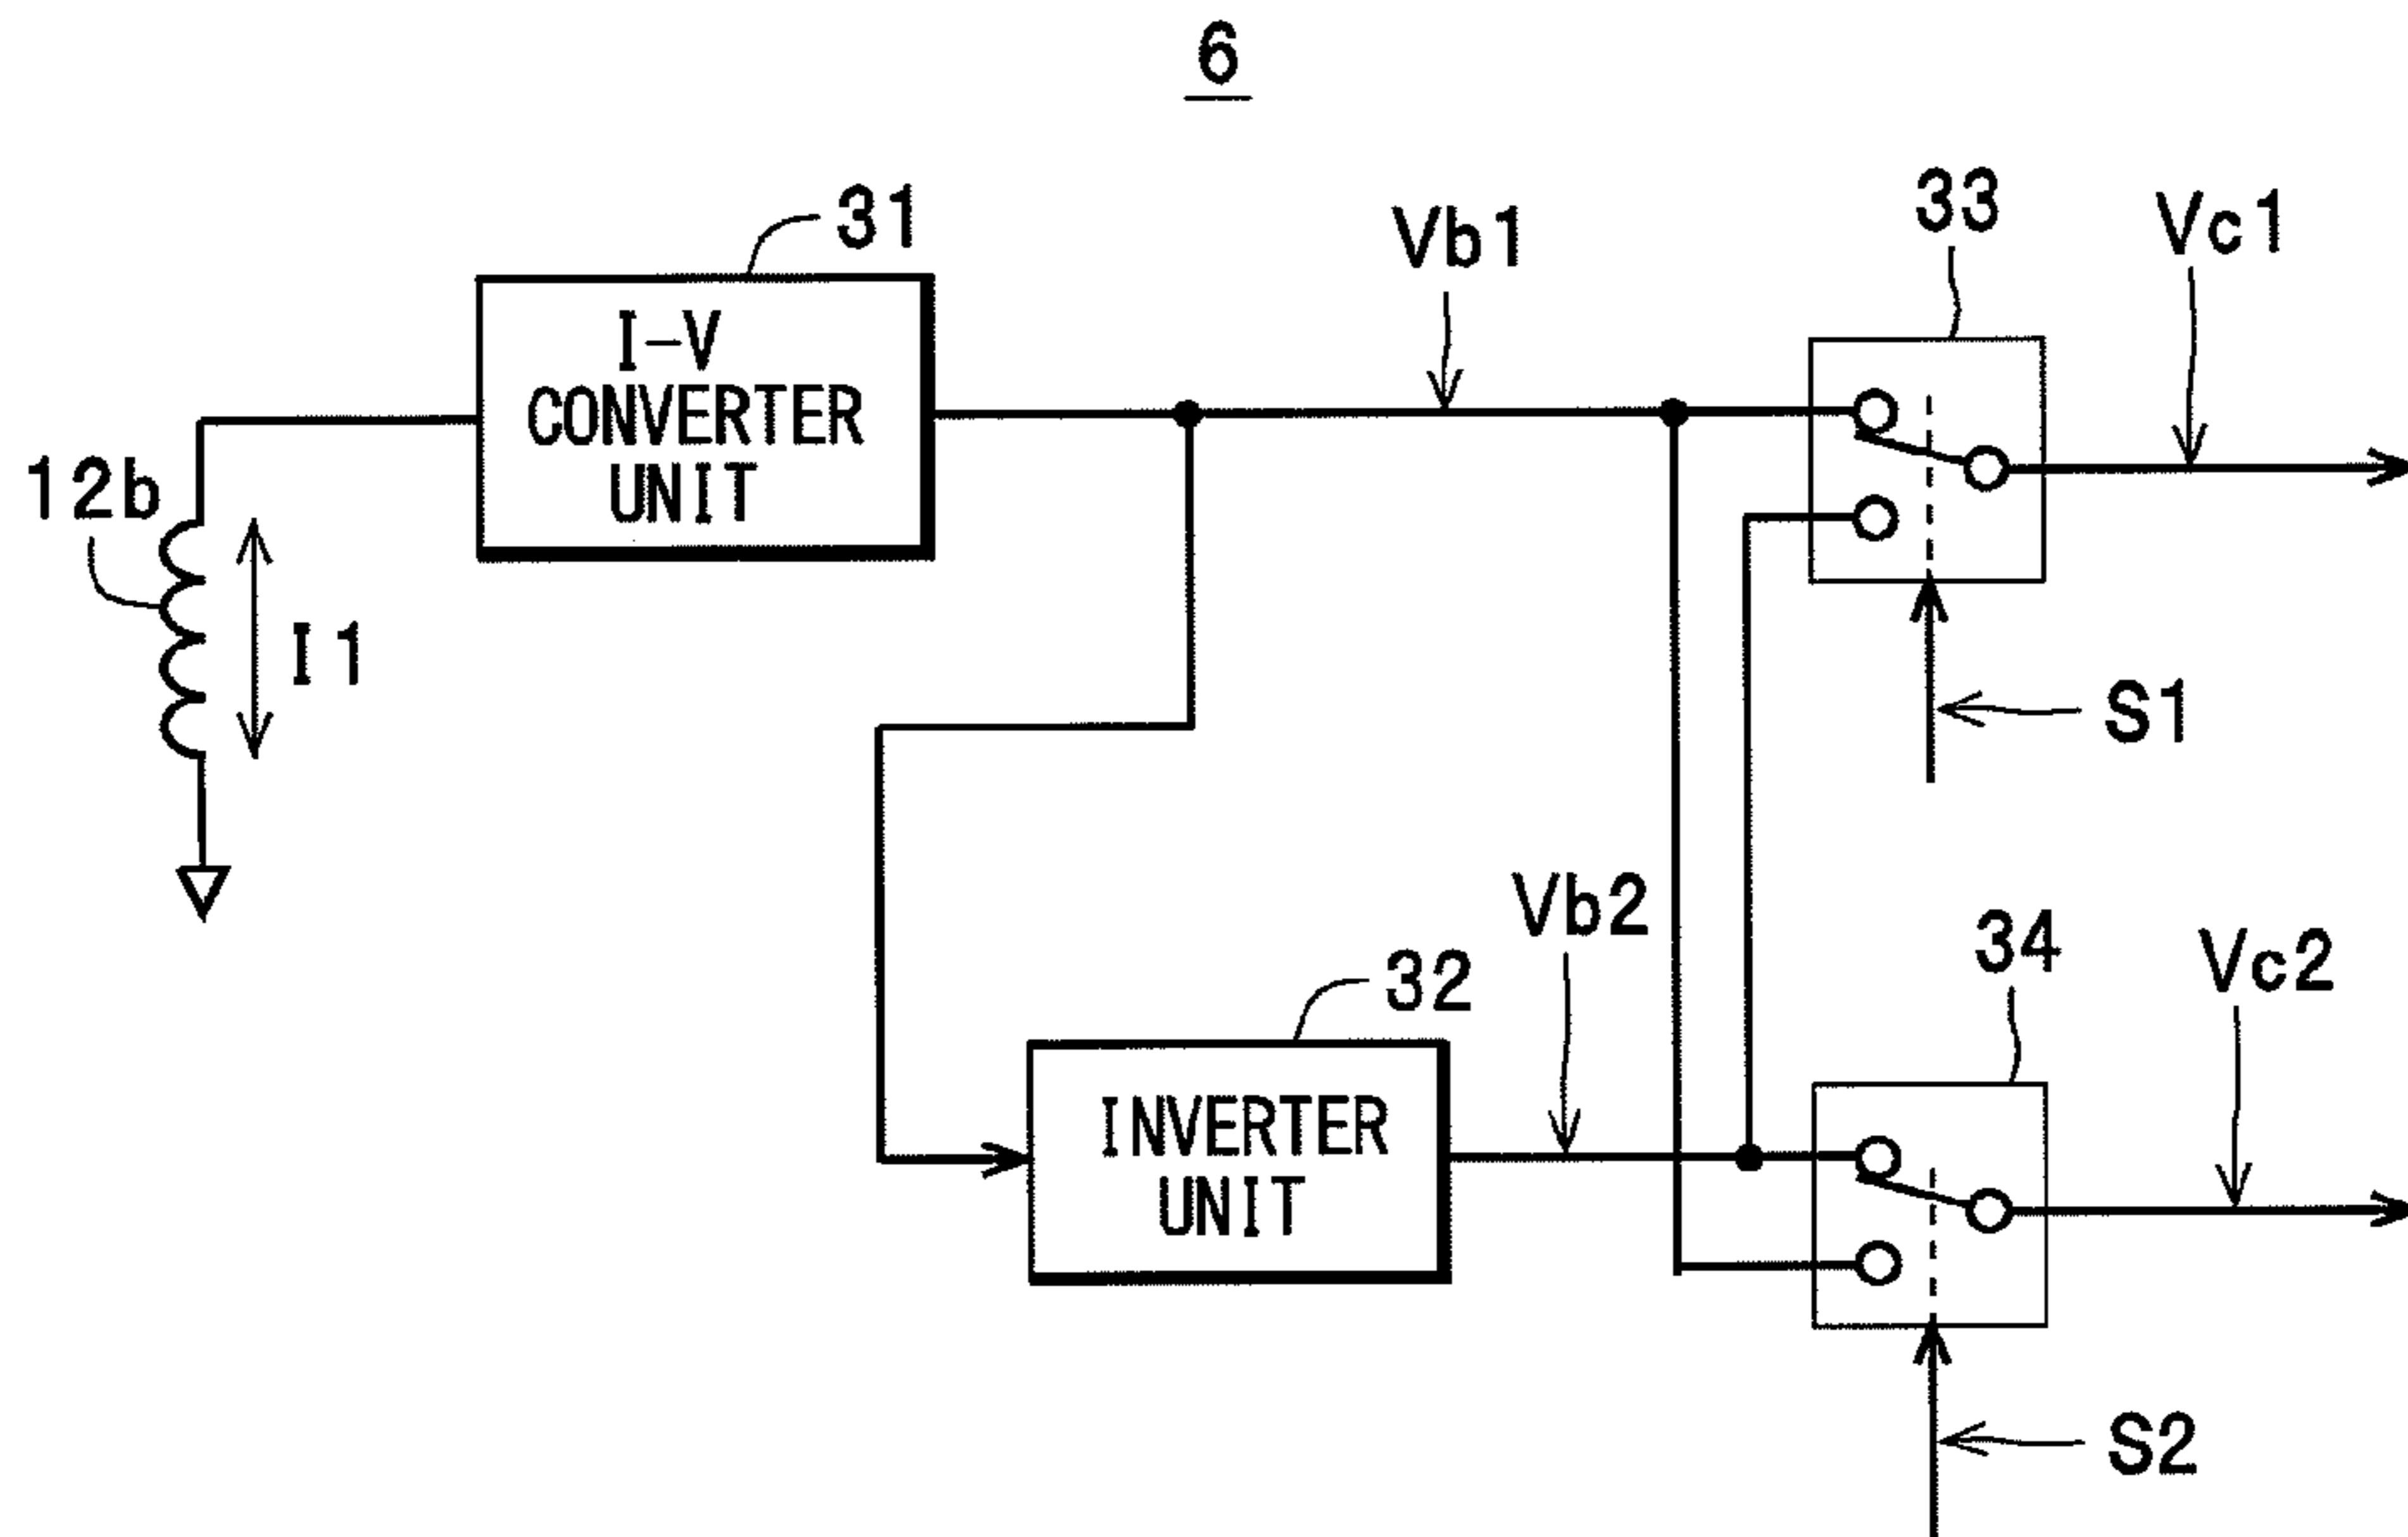 6
31
I-V
CONVERTER
UNIT
Vb1
33
Vc1
12b
I1
S1
Vb2
32
INVERTER
UNIT
34
Vc2
S2